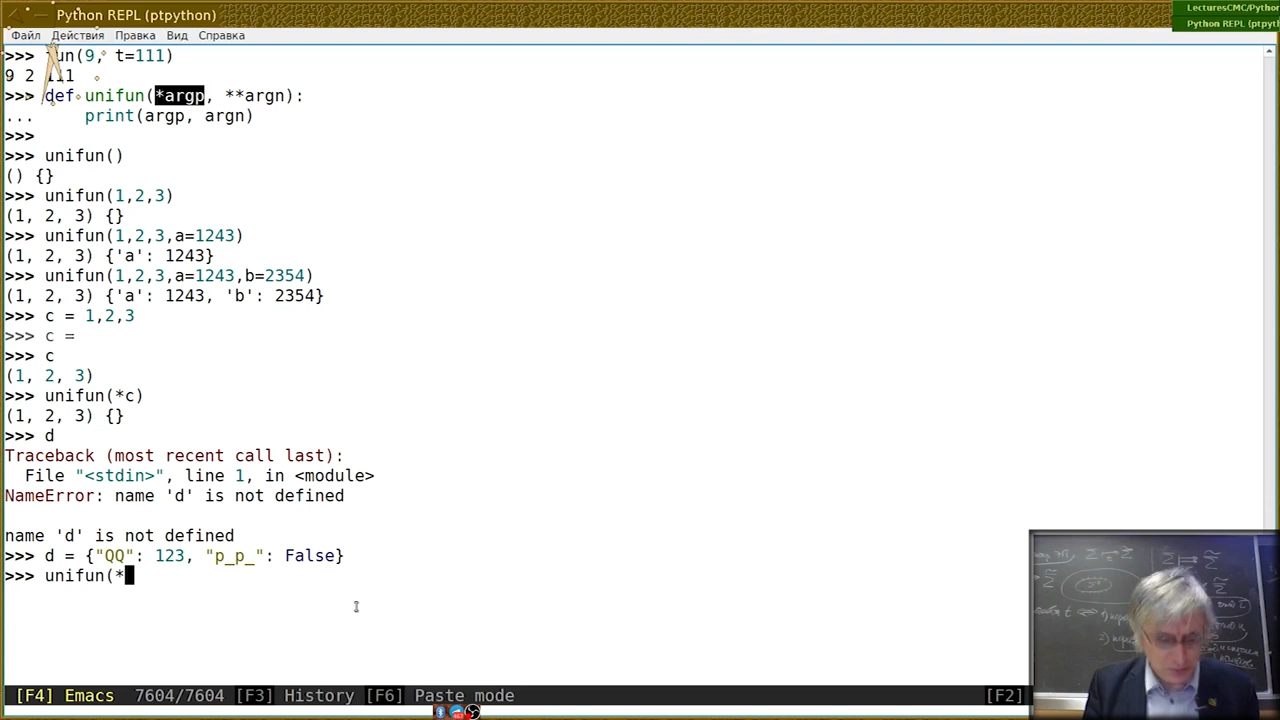 Python REPL (ptpython)
LecturesCMC/Python
Python REPL (ptpyth
Файл Действия Правка Вид Справка
>>> fun(9, t=111)
9 2 111
>>> def unifun(*argp, **argn):
...     print(argp, argn)
>>>
>>> unifun()
() {}
>>> unifun(1,2,3)
(1, 2, 3) {}
>>> unifun(1,2,3,a=1243)
(1, 2, 3) {'a': 1243}
>>> unifun(1,2,3,a=1243,b=2354)
(1, 2, 3) {'a': 1243, 'b': 2354}
>>> c = 1,2,3
>>> c =
>>> c
(1, 2, 3)
>>> unifun(*c)
(1, 2, 3) {}
>>> d
Traceback (most recent call last):
  File "<stdin>", line 1, in <module>
NameError: name 'd' is not defined
name 'd' is not defined
>>> d = {"QQ": 123, "p_p_": False}
>>> unifun(*
[F4] Emacs 7604/7604 [F3] History [F6] Paste mode [F2]